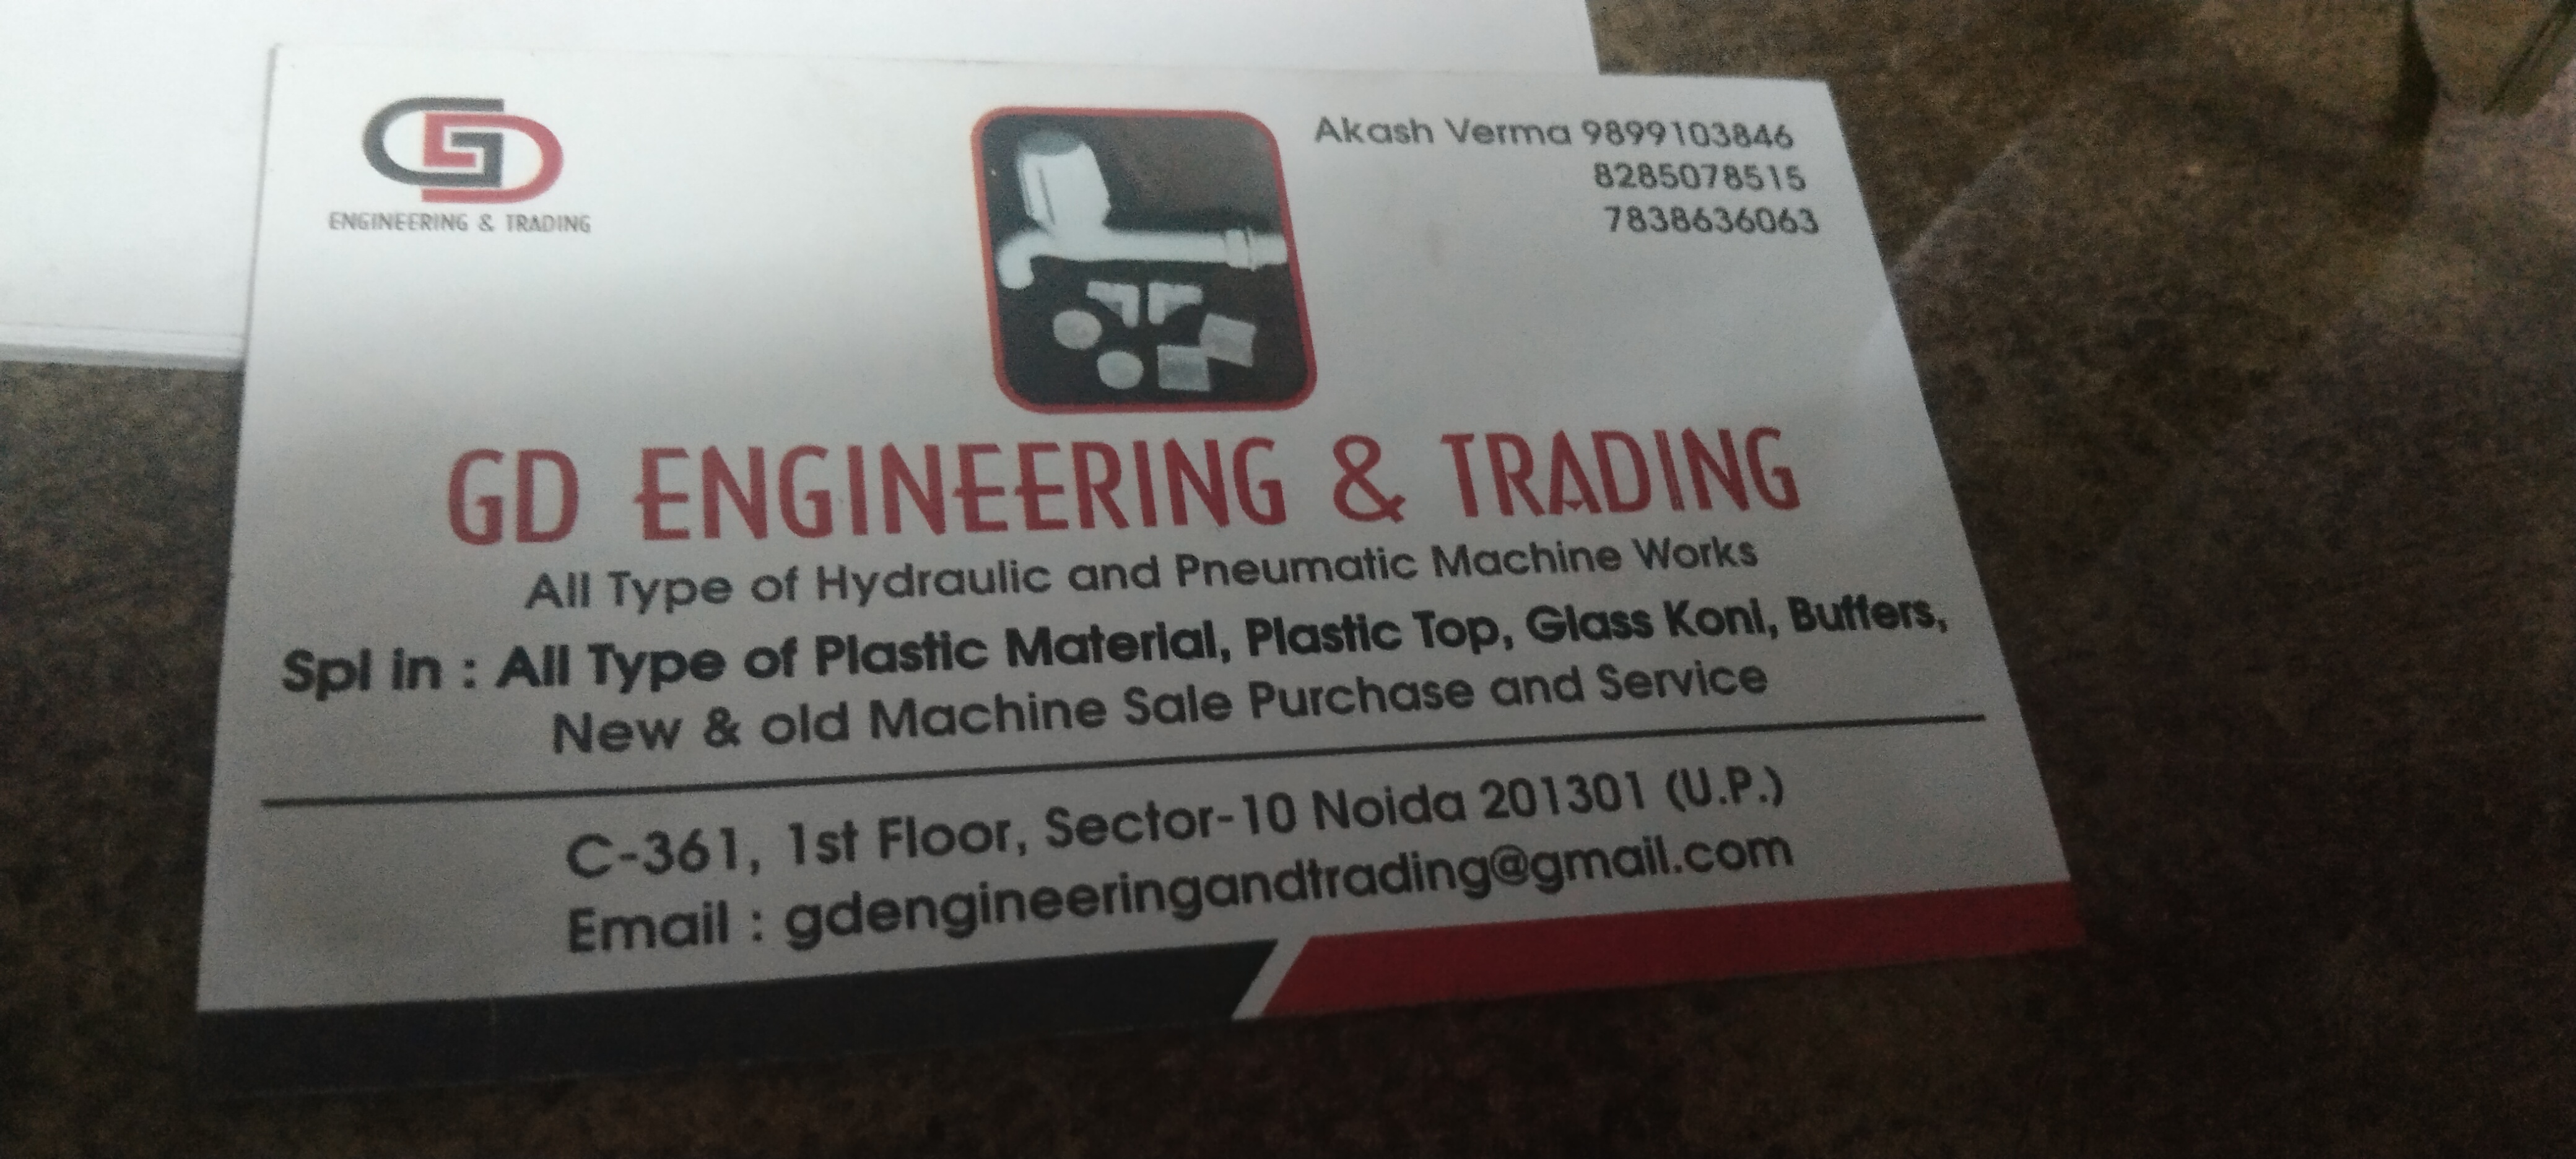 GD
ENGINEERING & TRADING
Akash Verma 9899103846
8285078515
7838636063
GD ENGINEERING & TRADING
All Type of Hydraulic and Pneumatic Machine Works
Spl in : All Type of Plastic Material, Plastic Top, Glass Koni, Buffers,
New & old Machine Sale Purchase and Service
C-361, 1st Floor, Sector-10 Noida 201301 (U.P.)
Email : gdengineeringandtrading@gmail.com